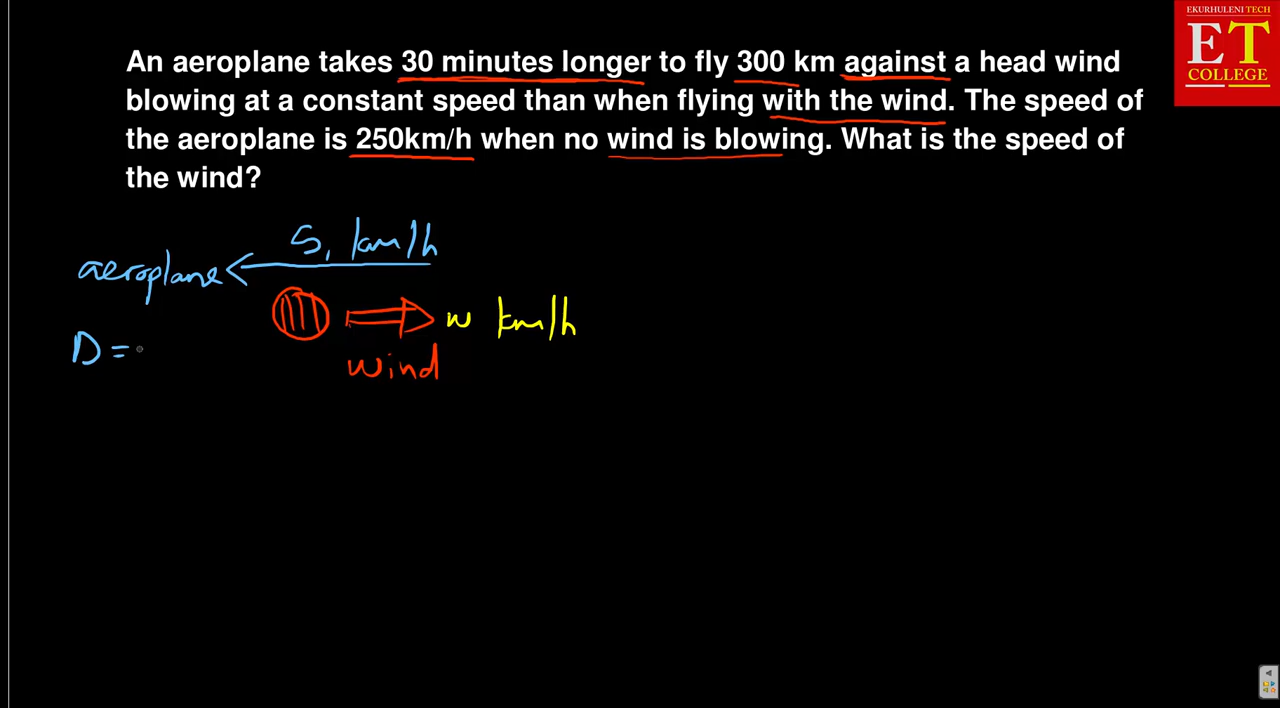 EKURHULENI TECH
ET
COLLEGE
An aeroplane takes 30 minutes longer to fly 300 km against a head wind
blowing at a constant speed than when flying with the wind. The speed of
the aeroplane is 250km/h when no wind is blowing. What is the speed of
the wind?
S, km/h
aeroplane
w km/h
D =
wind